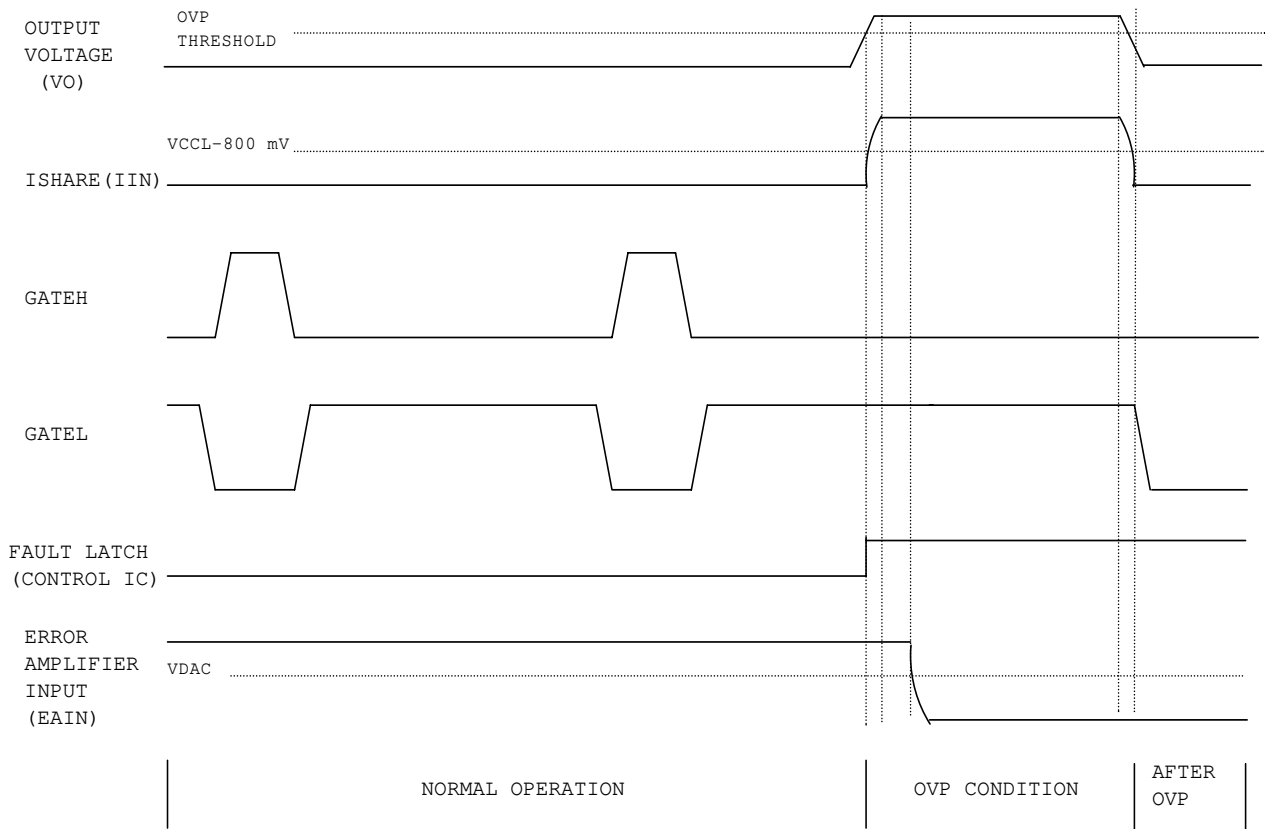 OUTPUT
VOLTAGE
(VO)
OVP
THRESHOLD
VCCL-800 mV
ISHARE(IIN)
GATEH
GATEL
FAULT LATCH
(CONTROL IC)
ERROR
AMPLIFIER
INPUT
(EAIN)
VDAC
NORMAL OPERATION
OVP CONDITION
AFTER
OVP